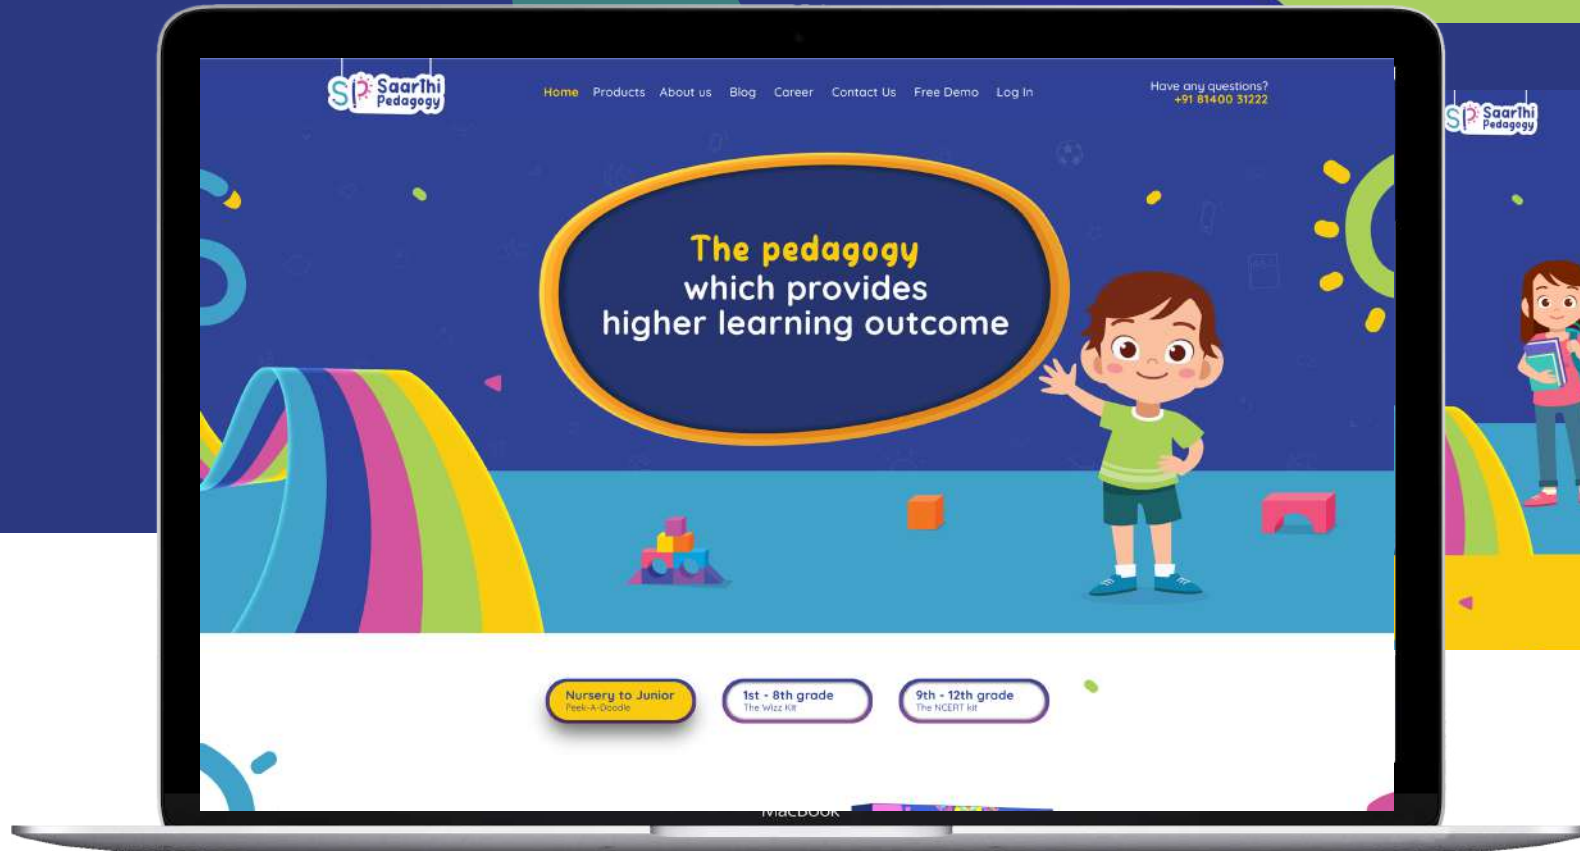 SP Saarthi
Pedagogy
Home Products About us Blog Career Contact Us Free Demo Log In
Have any questions?
+91 81400 31222
SP Saarthi
Pedagogy
The pedagogy
which provides
higher learning outcome
Nursery to Junior
Peek-A-Doodle
1st - 8th grade
The Wizz Kit
9th - 12th grade
The NCERT kit
MacBook